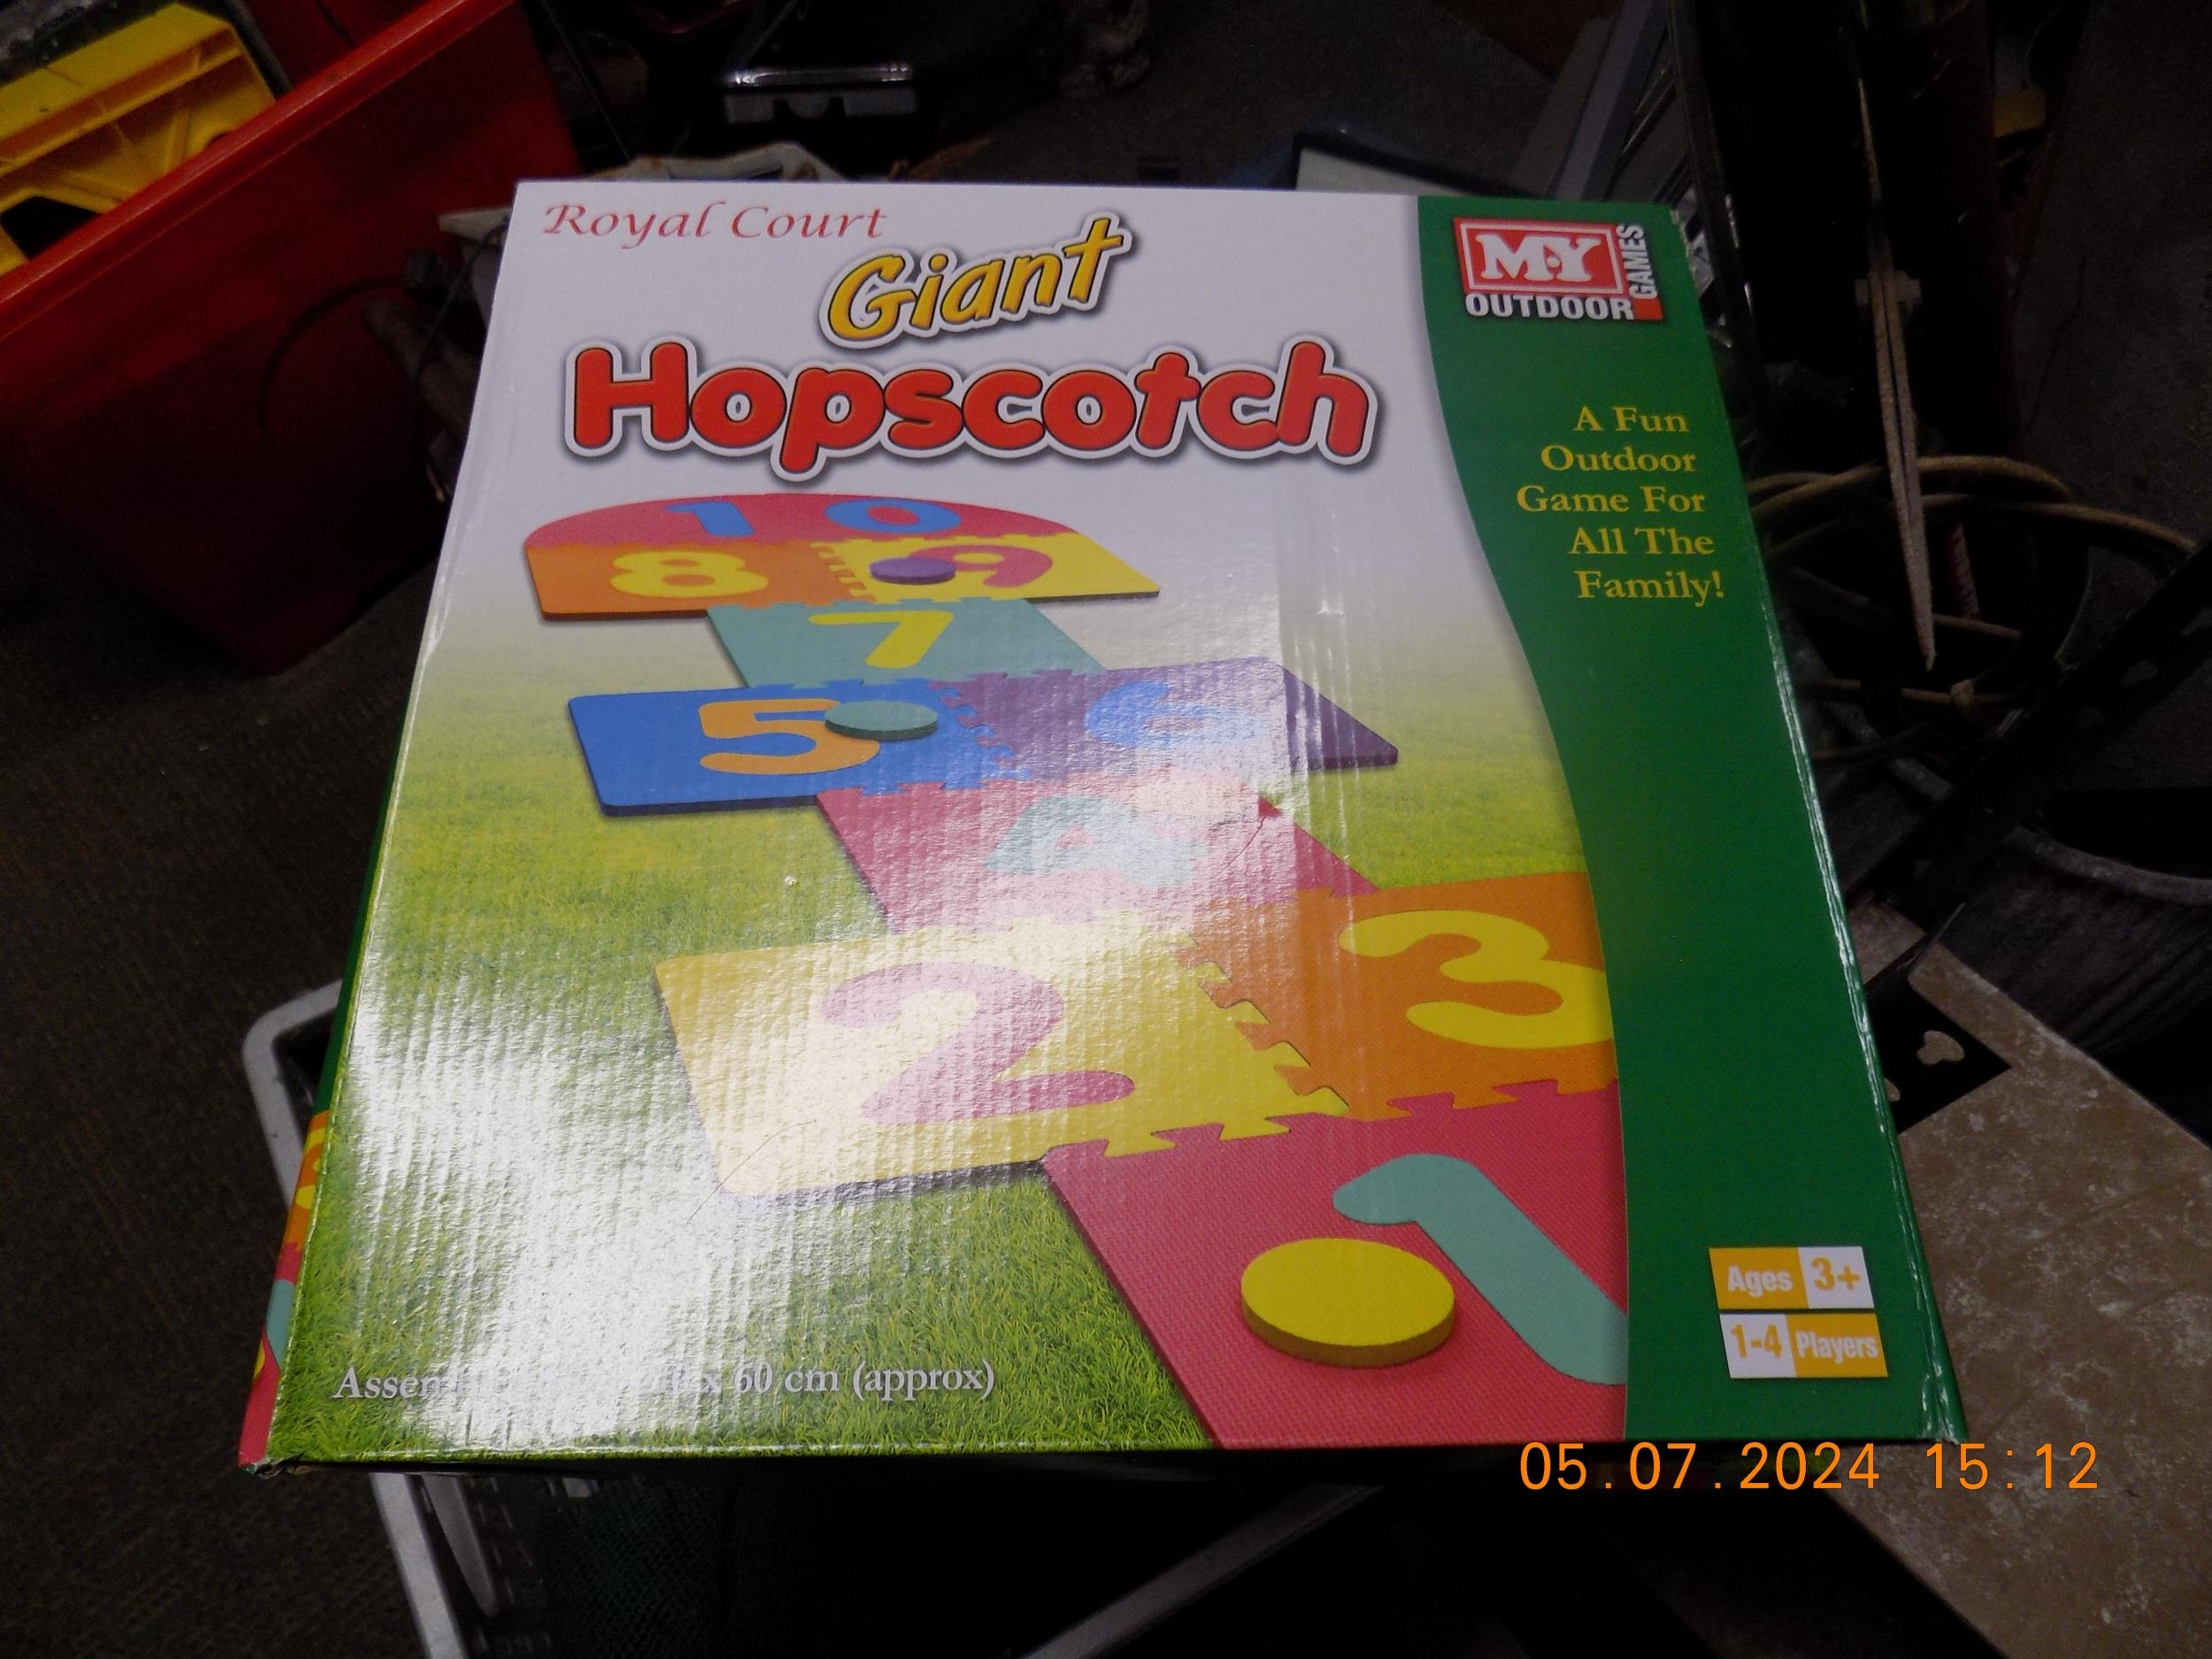 Royal Court
Giant
Hopscotch
M·Y
OUTDOOR
GAMES
A Fun
Outdoor
Game For
All The
Family!
10
8 9
7
5 6
4
2 3
1
Ages 3+
1-4 Players
x 60 cm (approx)
05.07.2024 15:12